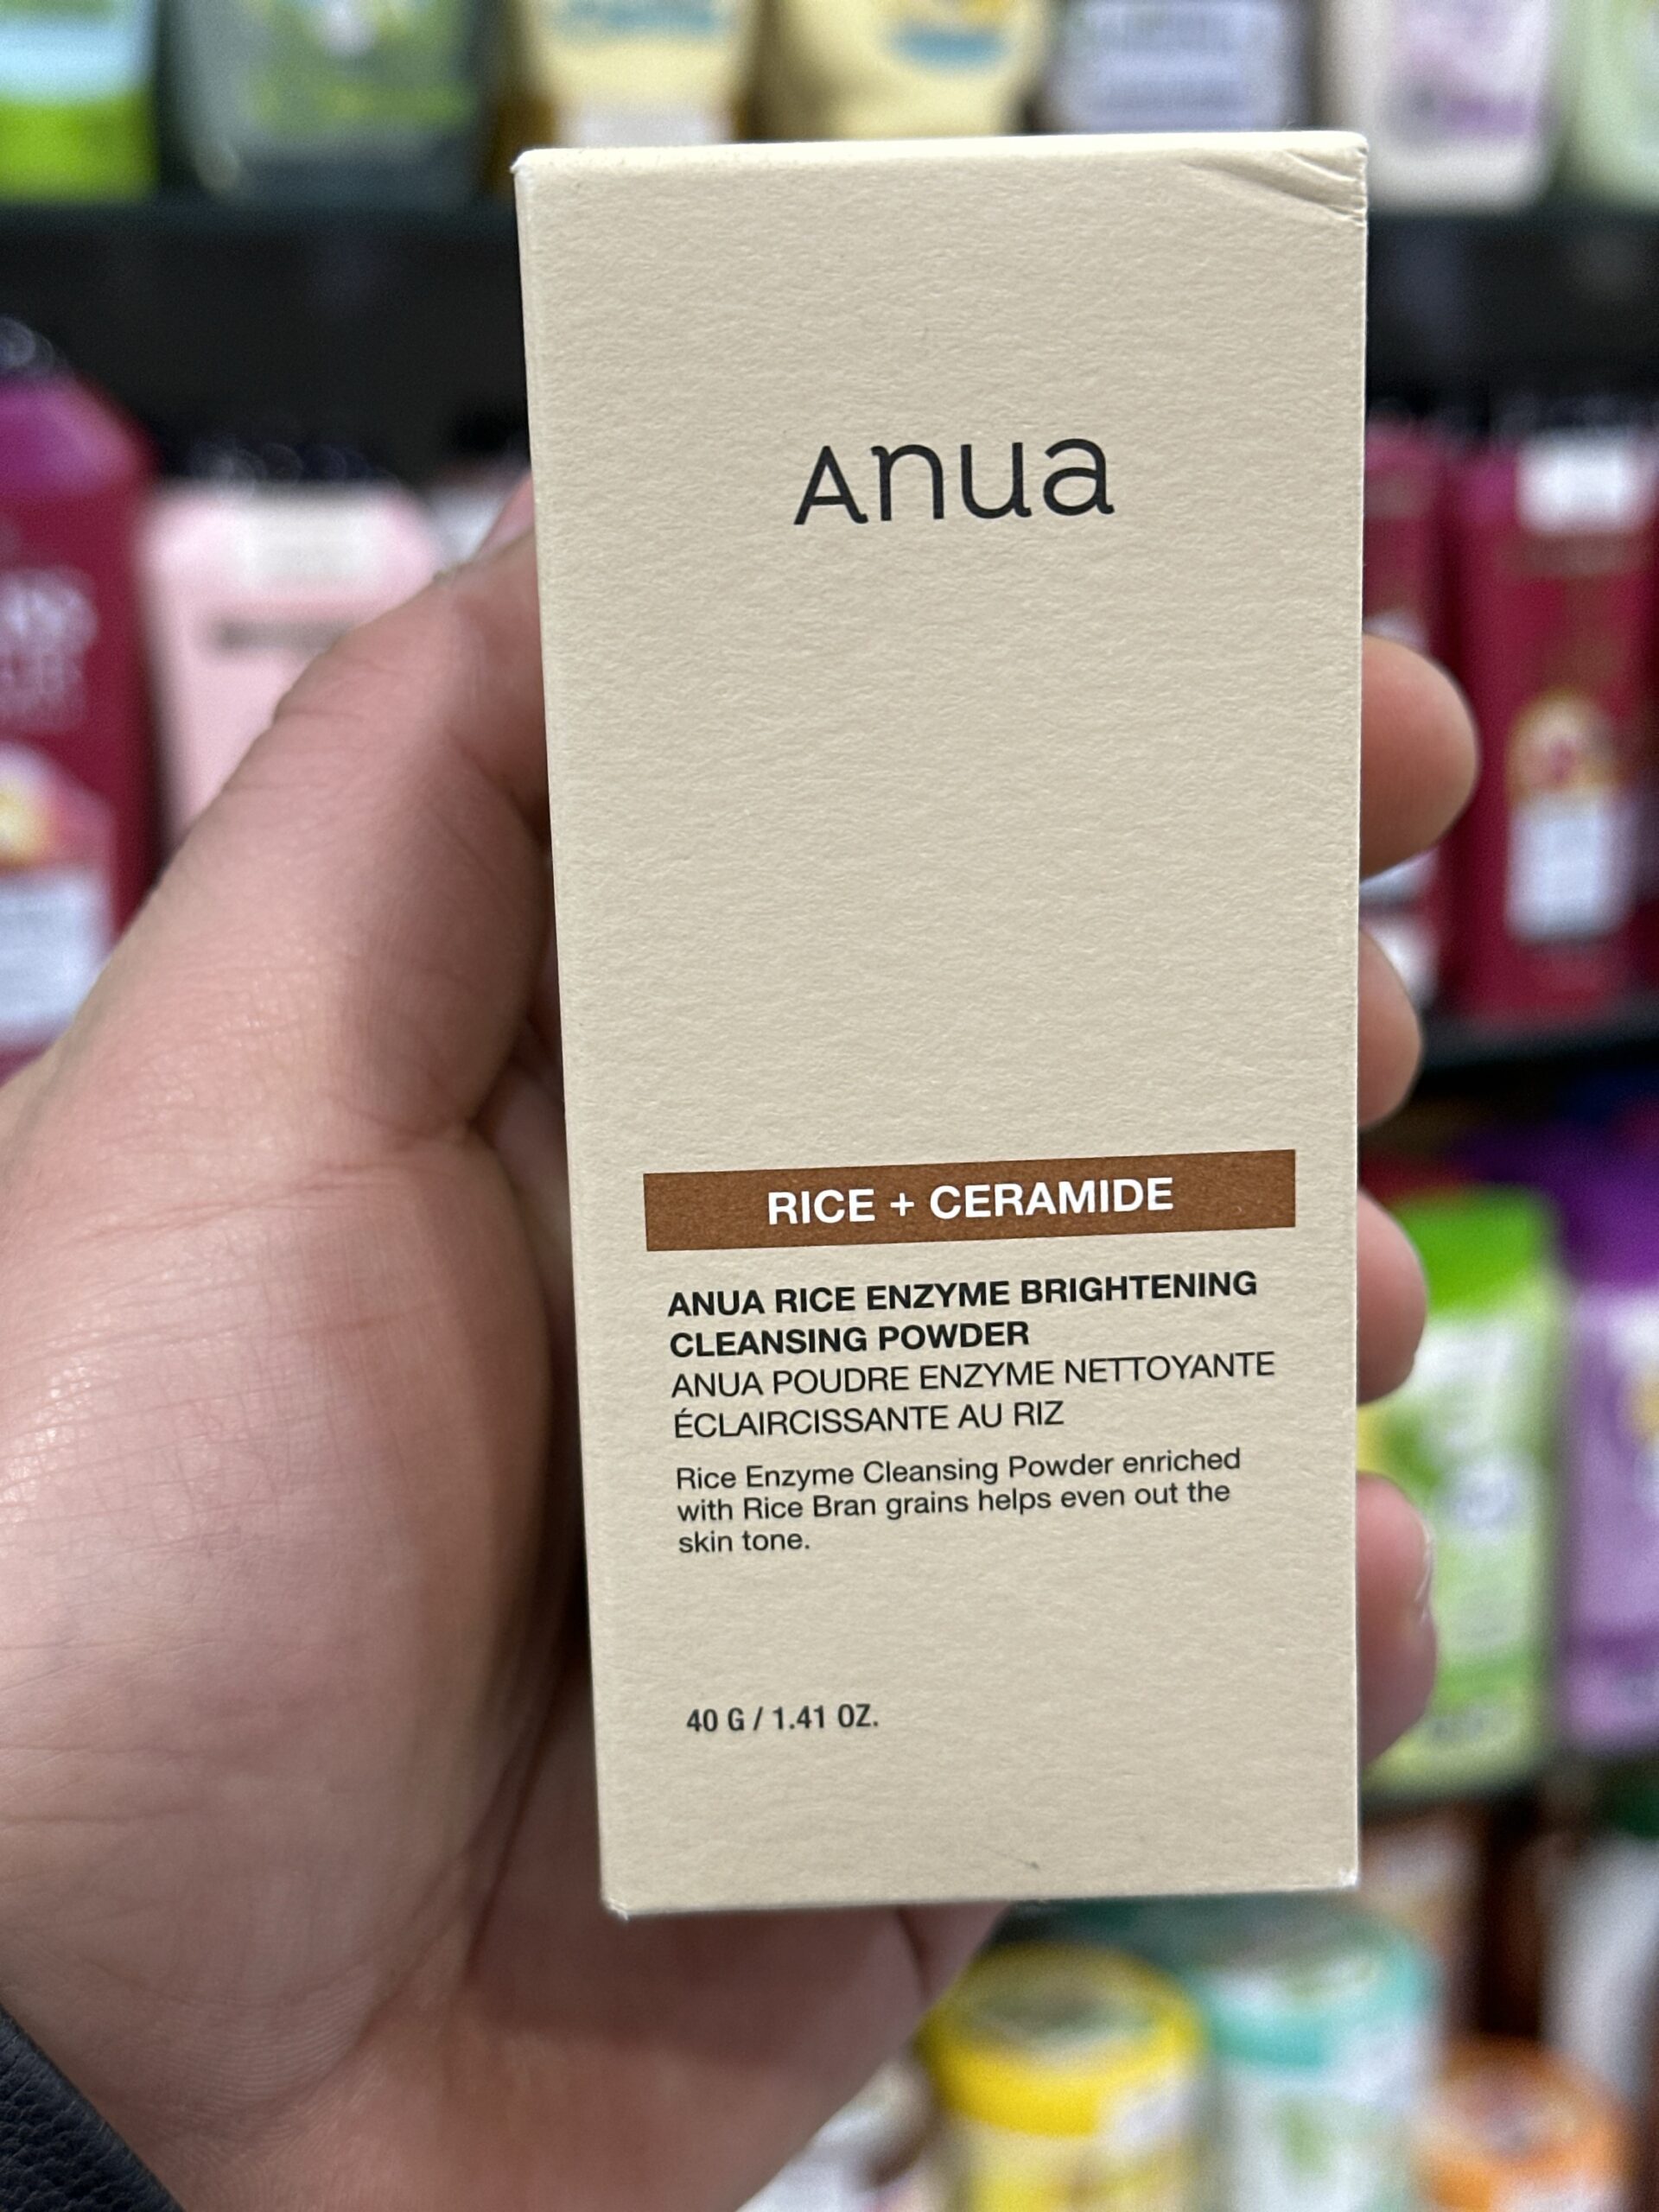 Anua
RICE + CERAMIDE
ANUA RICE ENZYME BRIGHTENING
CLEANSING POWDER
ANUA POUDRE ENZYME NETTOYANTE
ÉCLAIRCISSANTE AU RIZ
Rice Enzyme Cleansing Powder enriched
with Rice Bran grains helps even out the
skin tone.
40 G / 1.41 OZ.